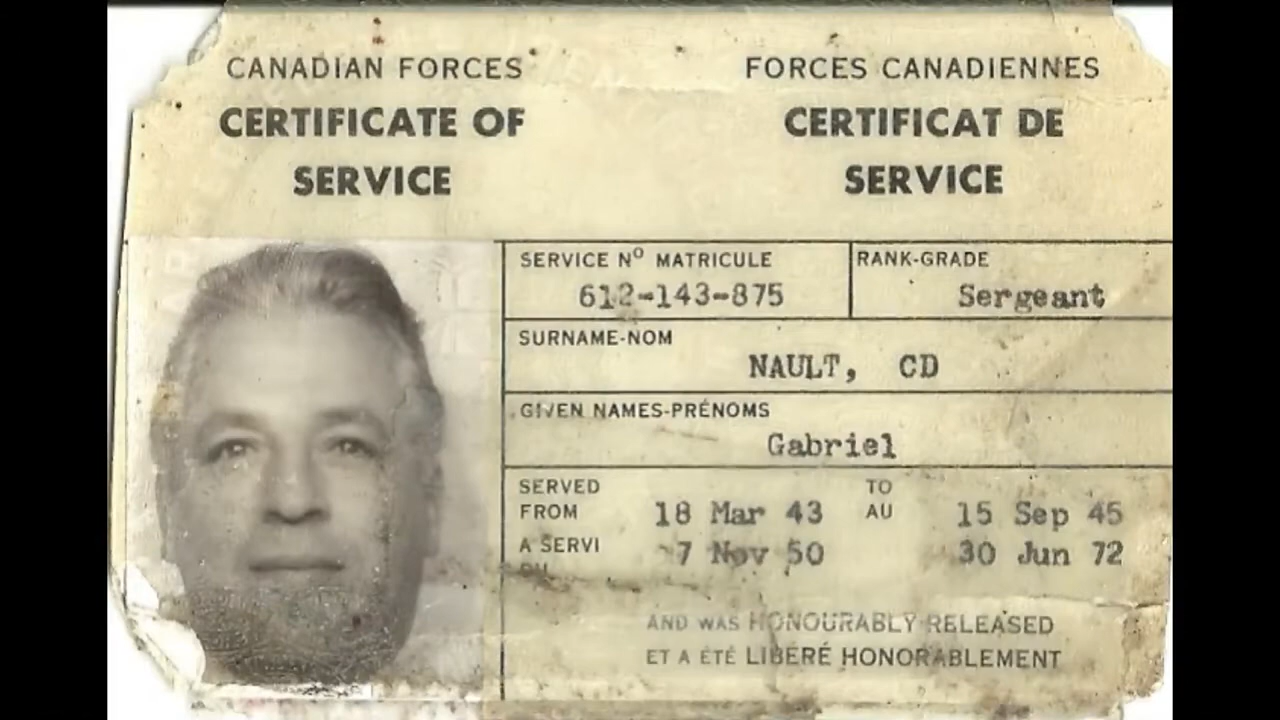 CANADIAN FORCES
CERTIFICATE OF
SERVICE
FORCES CANADIENNES
CERTIFICAT DE
SERVICE
SERVICE Nº MATRICULE
612-143-875
RANK-GRADE
Sergeant
SURNAME-NOM
NAULT, CD
GIVEN NAMES-PRÉNOMS
Gabriel
SERVED
FROM
A SERVI
DU
18 Mar 43
7 Nov 50
TO
AU
15 Sep 45
30 Jun 72
AND WAS HONOURABLY RELEASED
ET A ÉTÉ LIBÉRÉ HONORABLEMENT